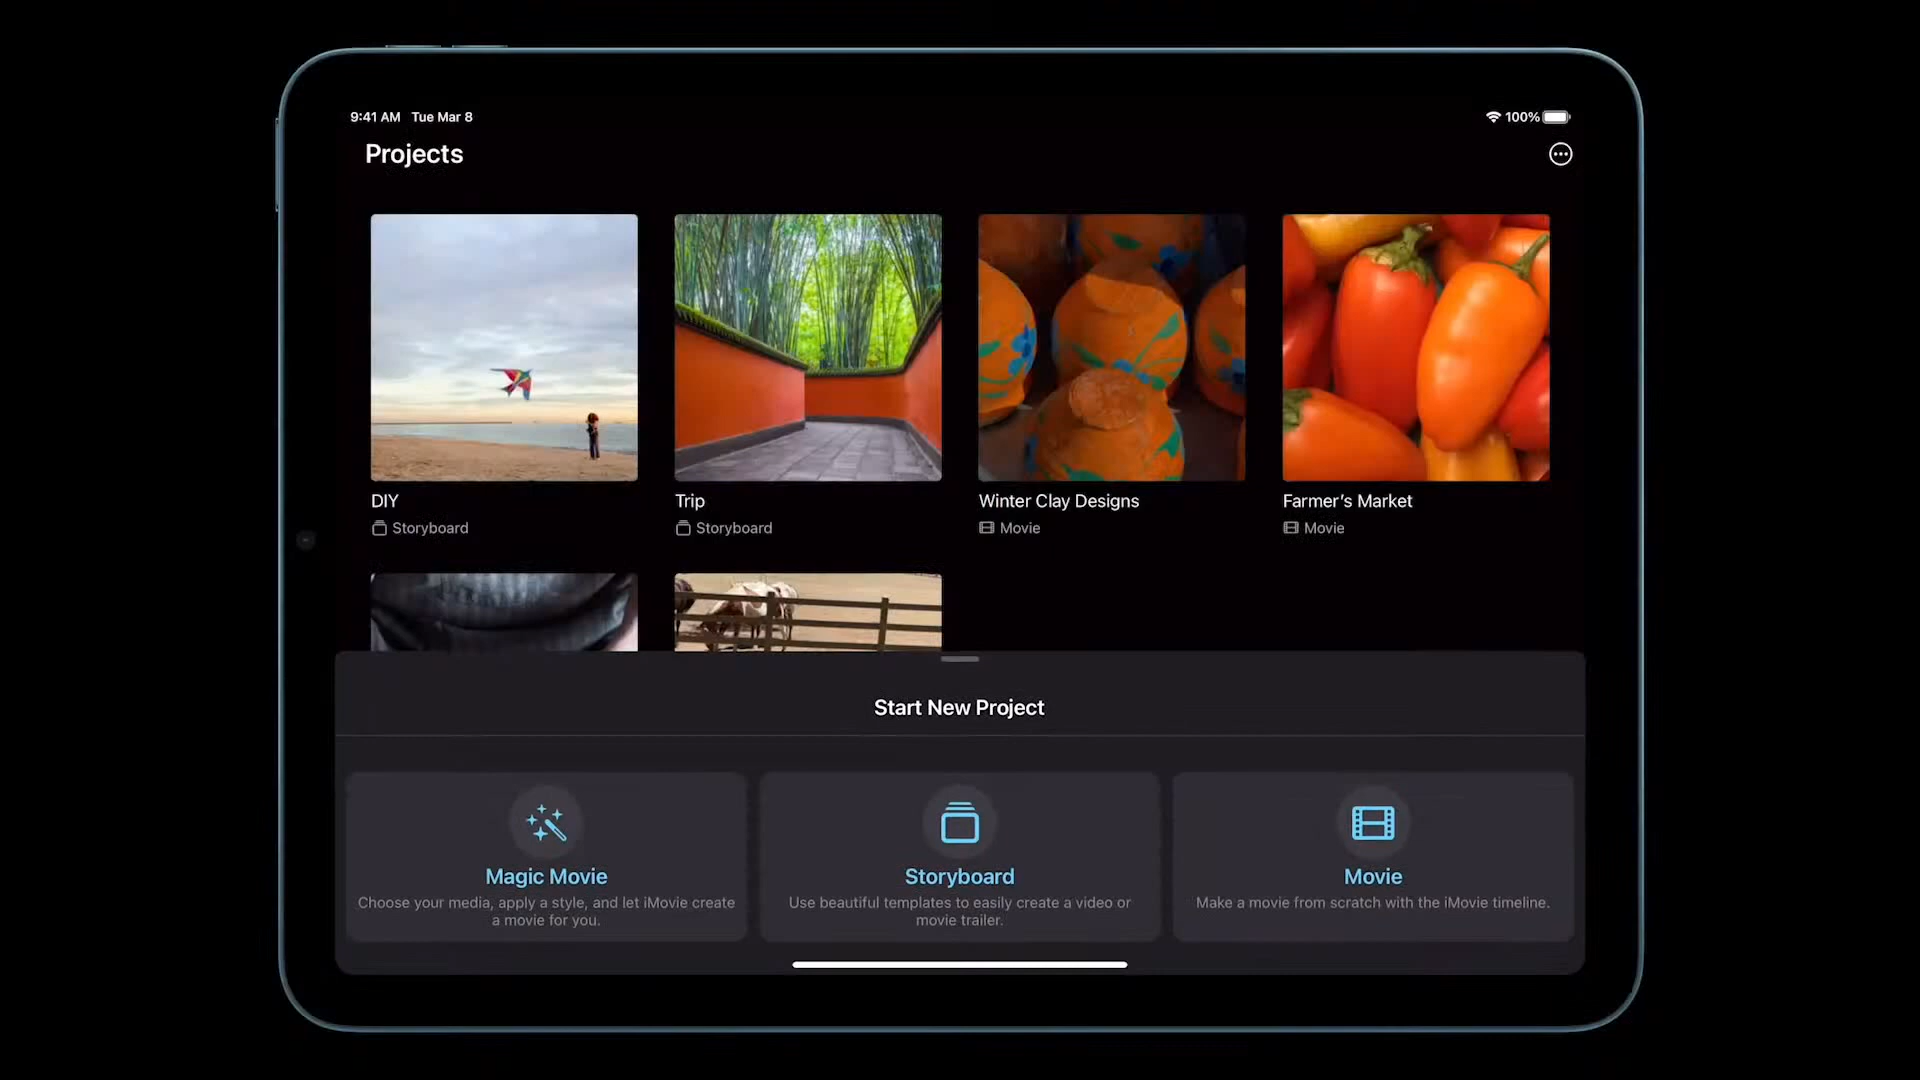 9:41 AM Tue Mar 8
100%
Projects
DIY
Storyboard
Trip
Storyboard
Winter Clay Designs
Movie
Farmer’s Market
Movie
Start New Project
Magic Movie
Choose your media, apply a style, and let iMovie create
a movie for you.
Storyboard
Use beautiful templates to easily create a video or
movie trailer.
Movie
Make a movie from scratch with the iMovie timeline.